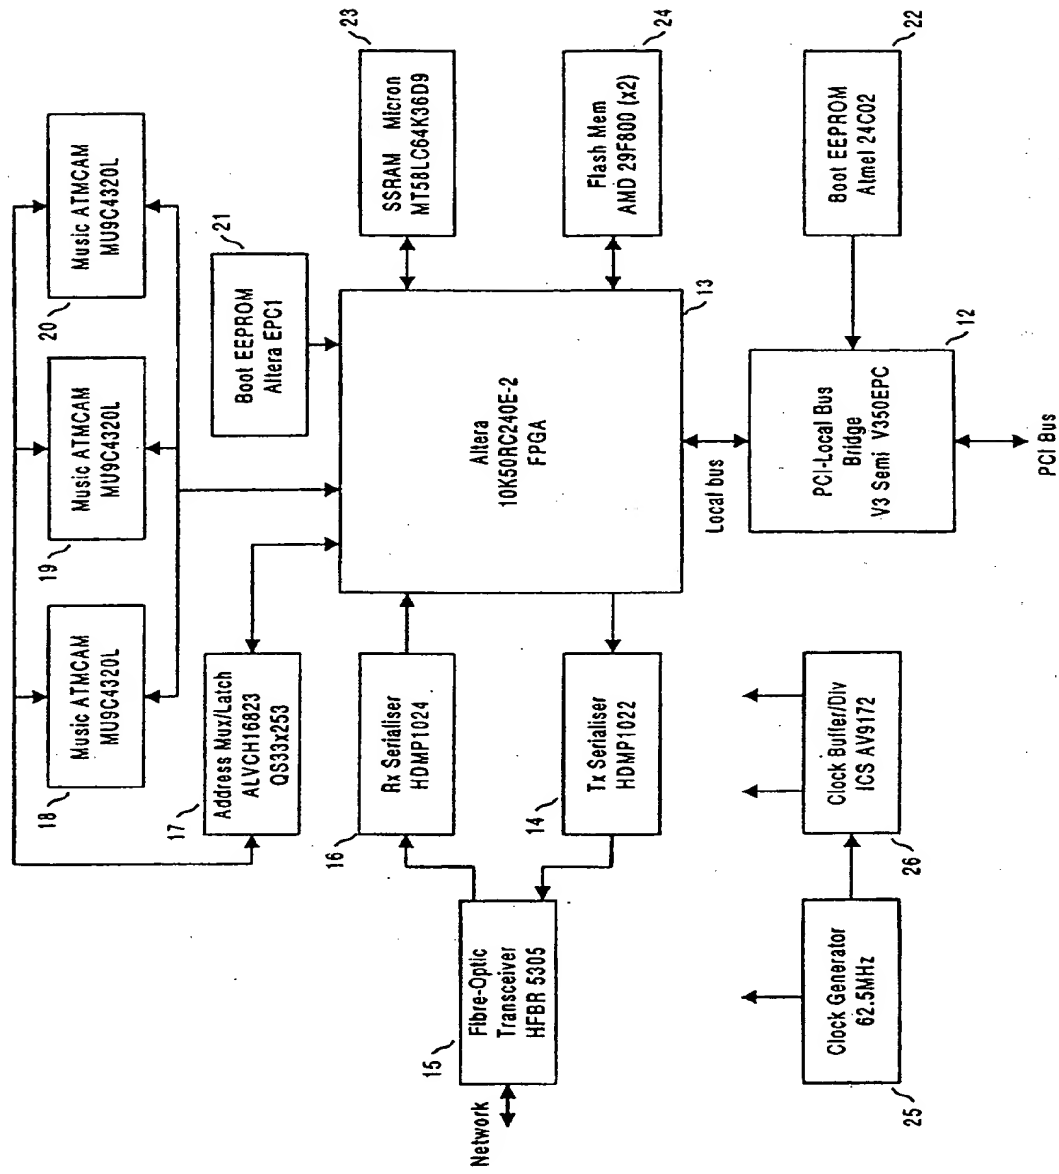 Music ATMCAM
MU9C4320L
18
Music ATMCAM
MU9C4320L
19
Music ATMCAM
MU9C4320L
20
Address Mux/Latch
ALVCH16823
QS33x253
17
Boot EEPROM
Altera EPC1
21
Network
Fibre-Optic
Transceiver
HFBR 5305
15
Rx Serialiser
HDMP1024
16
Tx Serialiser
HDMP1022
14
Altera
10K50RC240E-2
FPGA
13
SSRAM Micron
MT58LC64K36D9
23
Flash Mem
AMD 29F800 (x2)
24
Local bus
PCI-Local Bus
Bridge
V3 Semi V350EPC
12
Boot EEPROM
Atmel 24C02
22
PCI Bus
Clock Generator
62.5MHz
25
Clock Buffer/Div
ICS AV9172
26